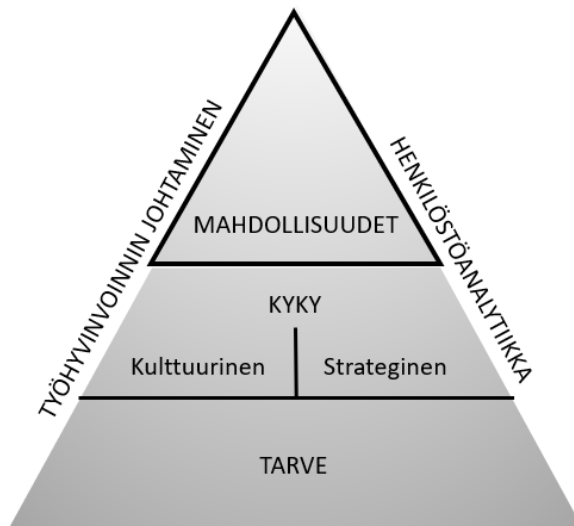 TYÖHYVINVOINNIN JOHTAMINEN
HENKILÖSTÖANALYTIIKKA
MAHDOLLISUUDET
KYKY
Kulttuurinen
Strateginen
TARVE